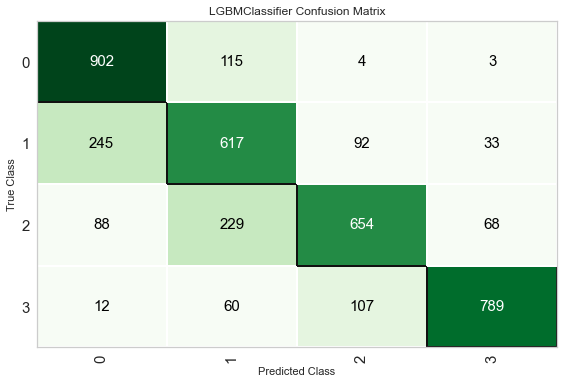 LGBMClassifier Confusion Matrix
True Class
0 902 115 4 3
1 245 617 92 33
2 88 229 654 68
3 12 60 107 789
0 1 2 3
Predicted Class